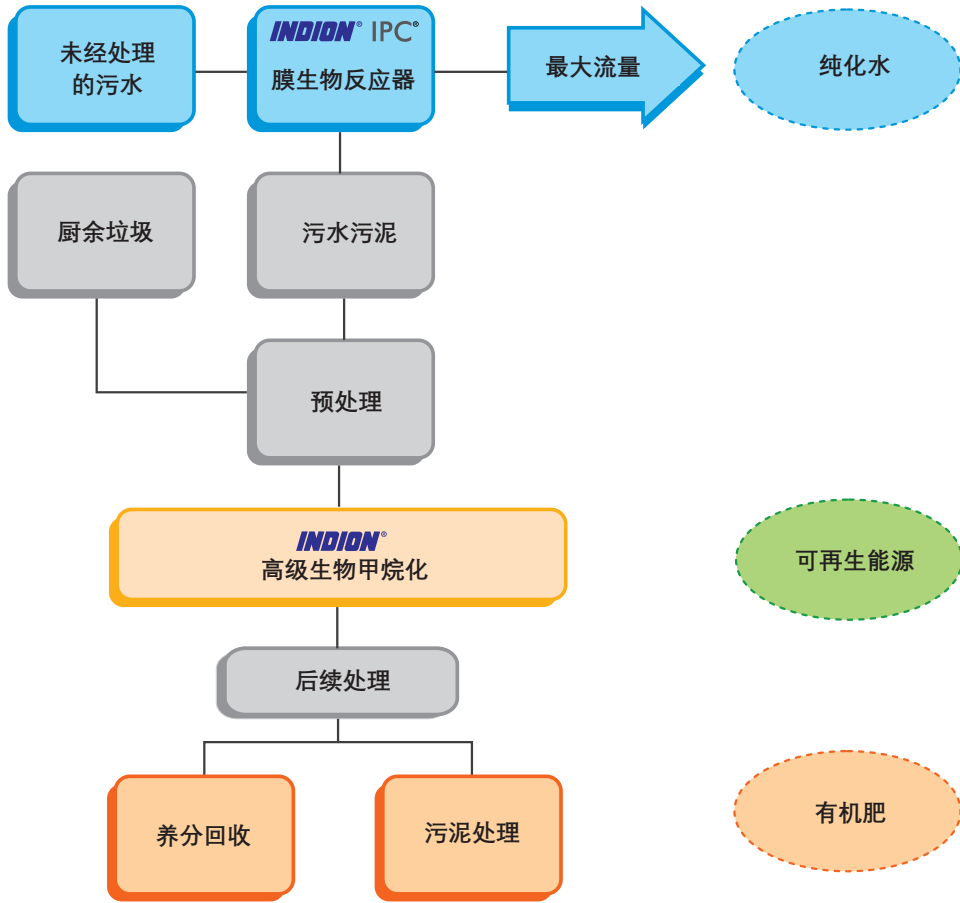 未经处理
的污水
INDION® IPC®
膜生物反应器
最大流量
纯化水
厨余垃圾
污水污泥
预处理
INDION®
高级生物甲烷化
可再生能源
后续处理
养分回收
污泥处理
有机肥